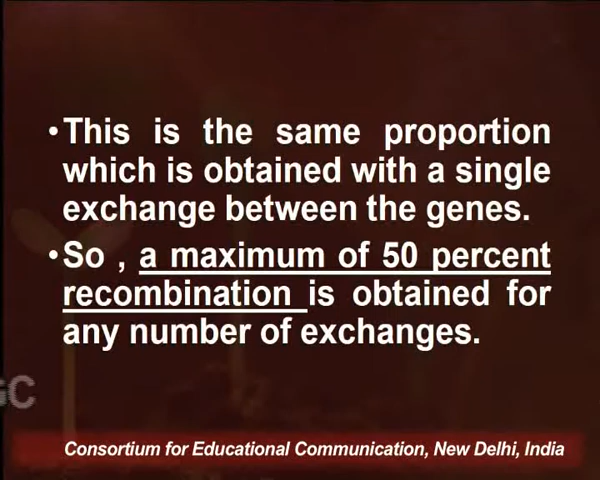 •This is the same proportion
which is obtained with a single
exchange between the genes.
•So , a maximum of 50 percent
recombination is obtained for
any number of exchanges.
GC
Consortium for Educational Communication, New Delhi, India